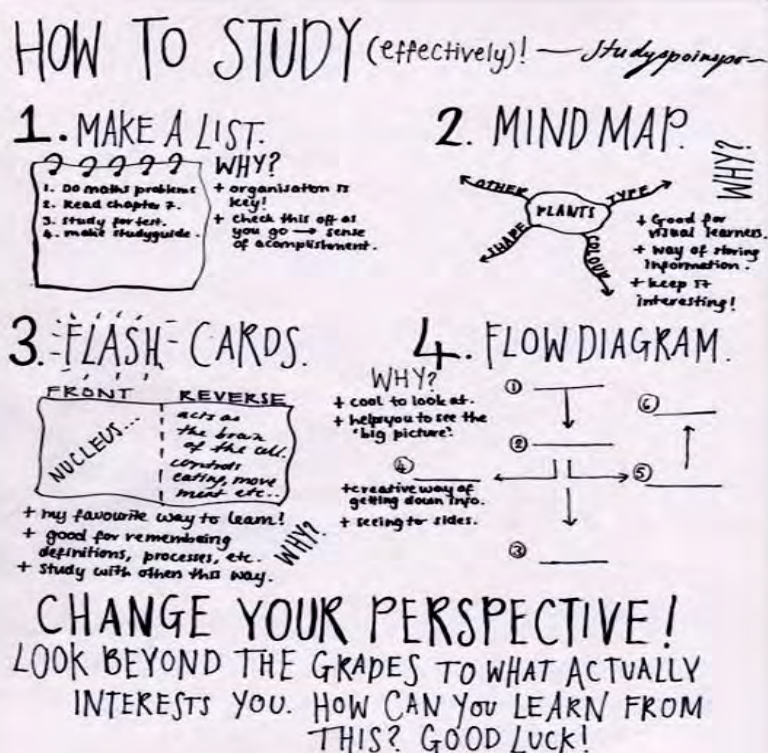 HOW TO STUDY (effectively)! — studyspoinspo
1. MAKE A LIST.
1. Do maths problems
2. Read chapter 7.
3. Study for test.
4. make studyguide.
WHY?
+ organisation is
key!
+ check this off as
you go → sense
of acomplishment.
2. MIND MAP.
WHY?
PLANTS
OTHER
TYPE
SHAPE
COLOUR
+ Good for
visual learners.
+ way of storing
information.
+ keep it
interesting!
3. FLASH CARDS.
FRONT
REVERSE
NUCLEUS...
acts as
the brain
of the cell.
controls
eating, move
ment etc..
WHY?
+ my favourite way to learn!
+ good for remembeing
definitions, processes, etc.
+ Study with others this way.
4. FLOW DIAGRAM.
WHY?
+ cool to look at.
+ helps you to see the
'big picture'.
+ creative way of
getting down info.
+ seeing to sides.
1
2
3
4
5
6
CHANGE YOUR PERSPECTIVE!
LOOK BEYOND THE GRADES TO WHAT ACTUALLY
INTERESTS YOU. HOW CAN YOU LEARN FROM
THIS? GOOD LUCK!